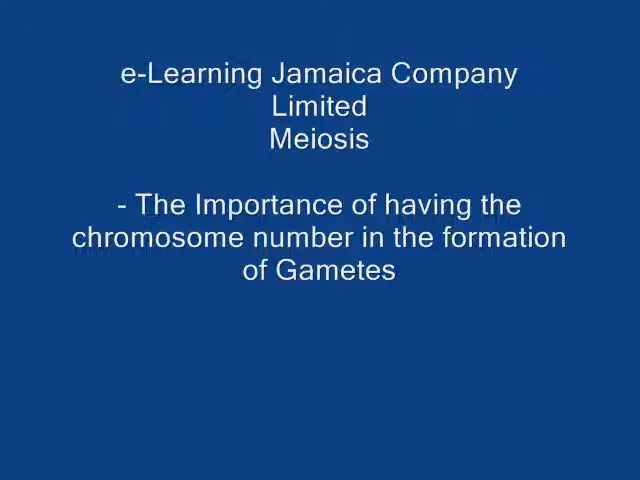 e-Learning Jamaica Company
Limited
Meiosis
- The Importance of having the
chromosome number in the formation
of Gametes